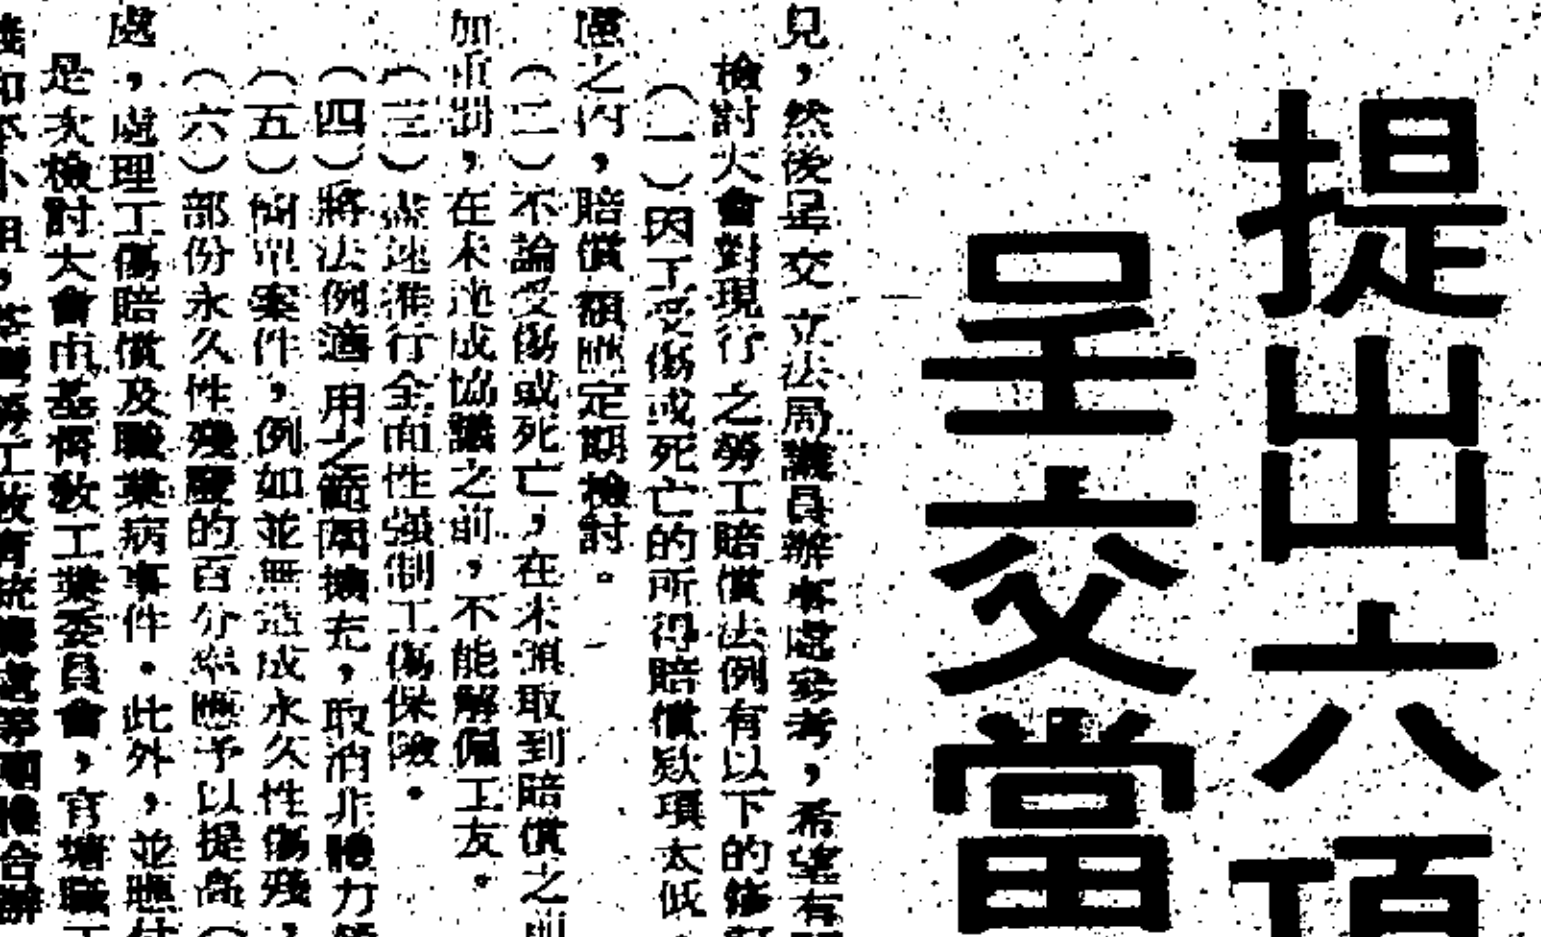 提出六項
呈交當
見，然後呈交立法局議員辦事處參考，希望有
檢討大會對現行之勞工賠償法例有以下的修
（一）因工受傷或死亡的所得賠償欵項太低
慮之內，賠償額應定期檢討。
（二）不論受傷或死亡，在未領取到賠償之
加重罰，在未達成協議之前，不能解僱工友。
（三）盡速推行全面性强制工傷保險。
（四）將法例適用之範圍擴充，取消非體力
（五）簡單案件，例如並無造成永久性傷殘，
（六）部份永久性殘廢的百分率應予以提高（
處，處理工傷賠償及職業病事件。此外，並應
是次檢討大會由基督敎工業委員會，官塘職工